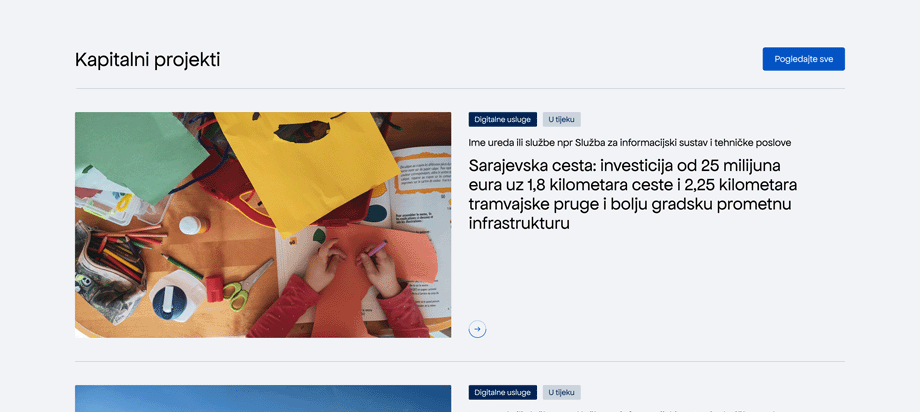 Kapitalni projekti
Pogledajte sve
Digitalne usluge
U tijeku
Ime ureda ili službe npr Služba za informacijski sustav i tehničke poslove
Sarajevska cesta: investicija od 25 milijuna
eura uz 1,8 kilometara ceste i 2,25 kilometara
tramvajske pruge i bolju gradsku prometnu
infrastrukturu
Digitalne usluge
U tijeku